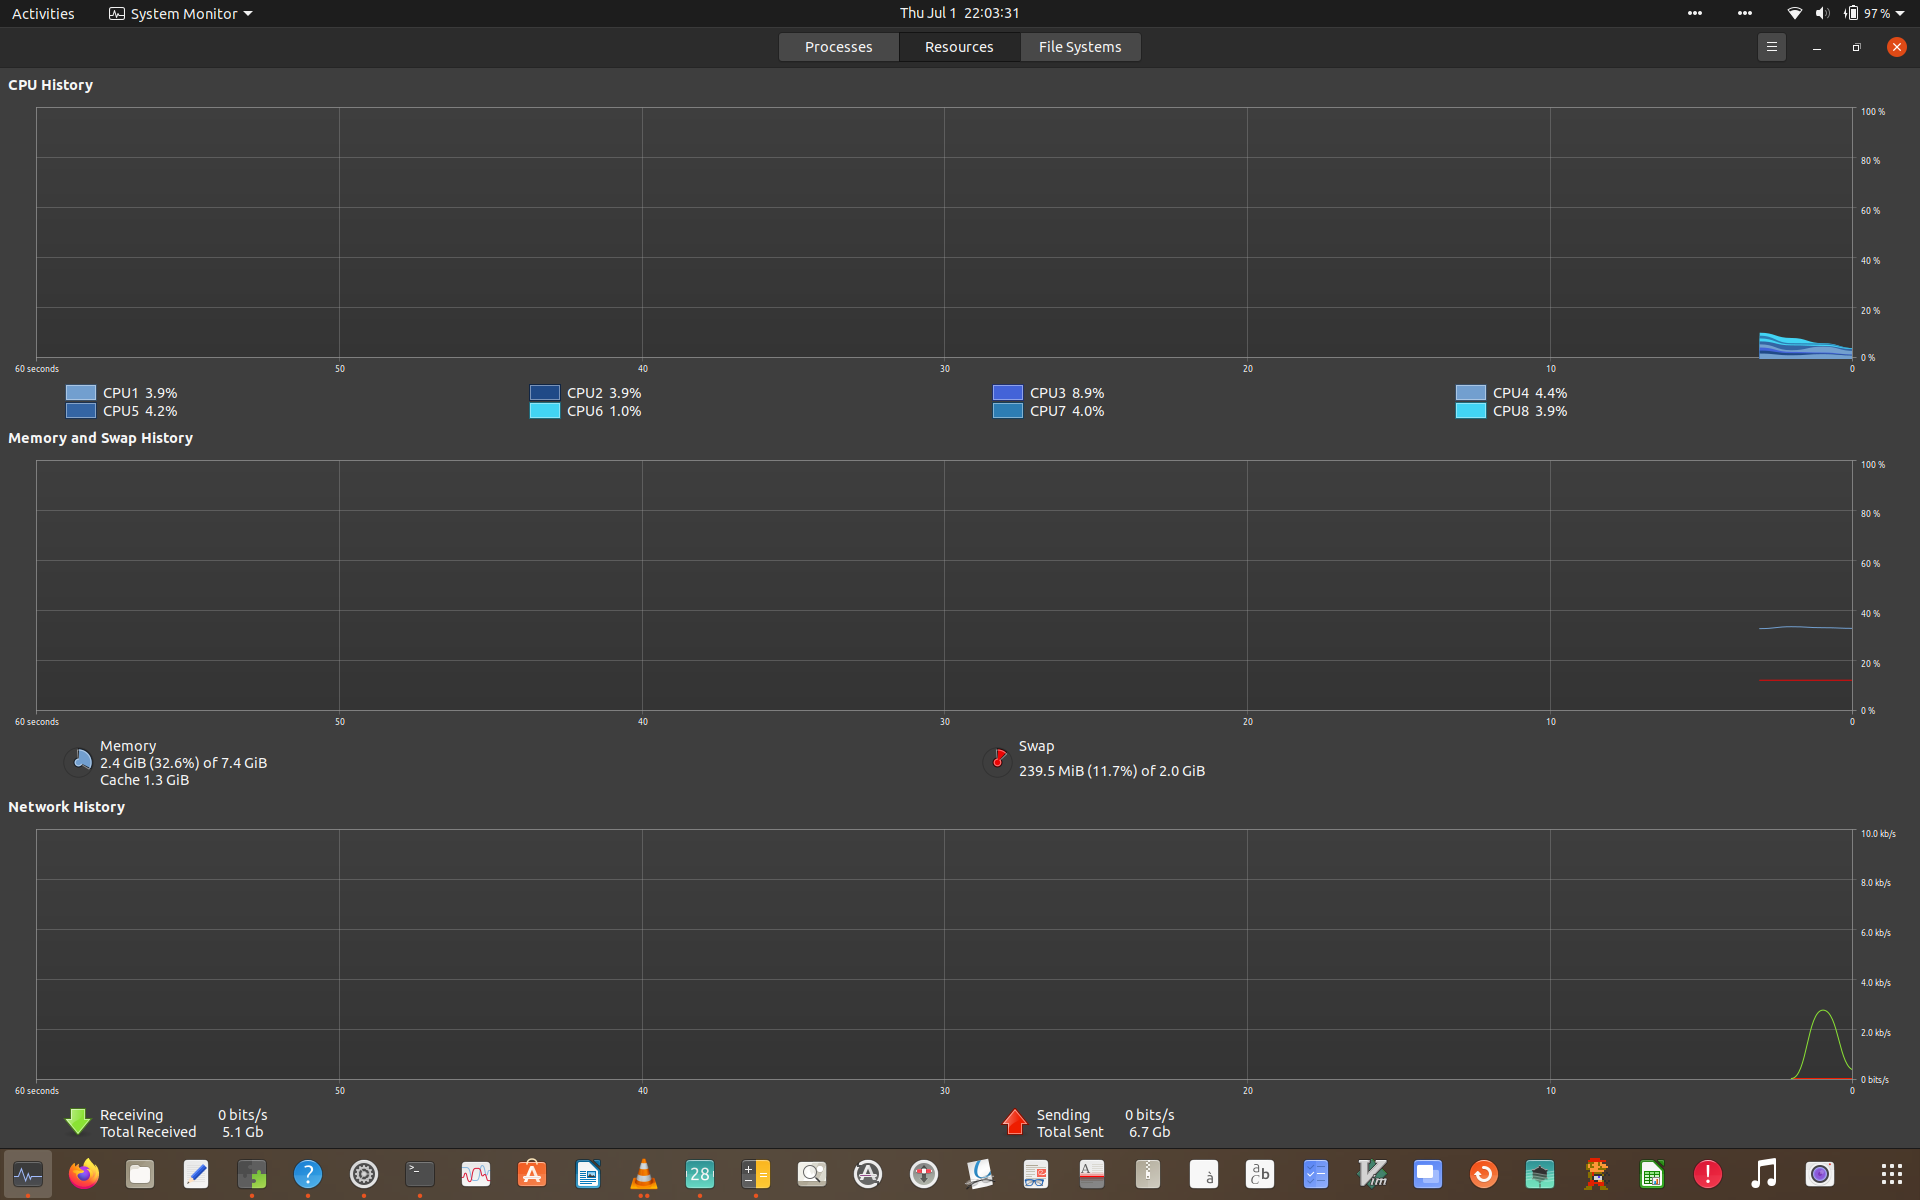 Activities System Monitor Thu Jul 1 22:03:31 97 %
Processes Resources File Systems
CPU History
100 %
80 %
60 %
40 %
20 %
0 %
60 seconds 50 40 30 20 10 0
CPU1 3.9% CPU2 3.9% CPU3 8.9% CPU4 4.4%
CPU5 4.2% CPU6 1.0% CPU7 4.0% CPU8 3.9%
Memory and Swap History
100 %
80 %
60 %
40 %
20 %
0 %
60 seconds 50 40 30 20 10 0
Memory Swap
2.4 GiB (32.6%) of 7.4 GiB 239.5 MiB (11.7%) of 2.0 GiB
Cache 1.3 GiB
Network History
10.0 kb/s
8.0 kb/s
6.0 kb/s
4.0 kb/s
2.0 kb/s
0 bits/s
60 seconds 50 40 30 20 10 0
Receiving 0 bits/s Sending 0 bits/s
Total Received 5.1 Gb Total Sent 6.7 Gb
? >_ A 28 A A à a b c Vim !